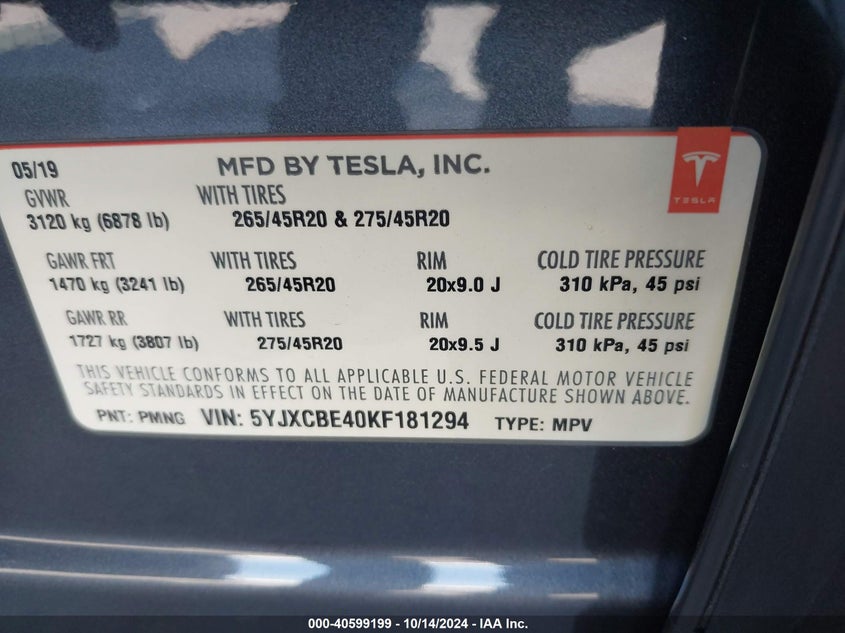 05/19 MFD BY TESLA, INC.
TESLA
GVWR WITH TIRES
3120 kg (6878 lb) 265/45R20 & 275/45R20
GAWR FRT WITH TIRES RIM COLD TIRE PRESSURE
1470 kg (3241 lb) 265/45R20 20x9.0 J 310 kPa, 45 psi
GAWR RR WITH TIRES RIM COLD TIRE PRESSURE
1727 kg (3807 lb) 275/45R20 20x9.5 J 310 kPa, 45 psi
THIS VEHICLE CONFORMS TO ALL APPLICABLE U.S. FEDERAL MOTOR VEHICLE
SAFETY STANDARDS IN EFFECT ON THE DATE OF MANUFACTURE SHOWN ABOVE.
PNT: PMNG VIN: 5YJXCBE40KF181294 TYPE: MPV
000-40599199 - 10/14/2024 - IAA Inc.